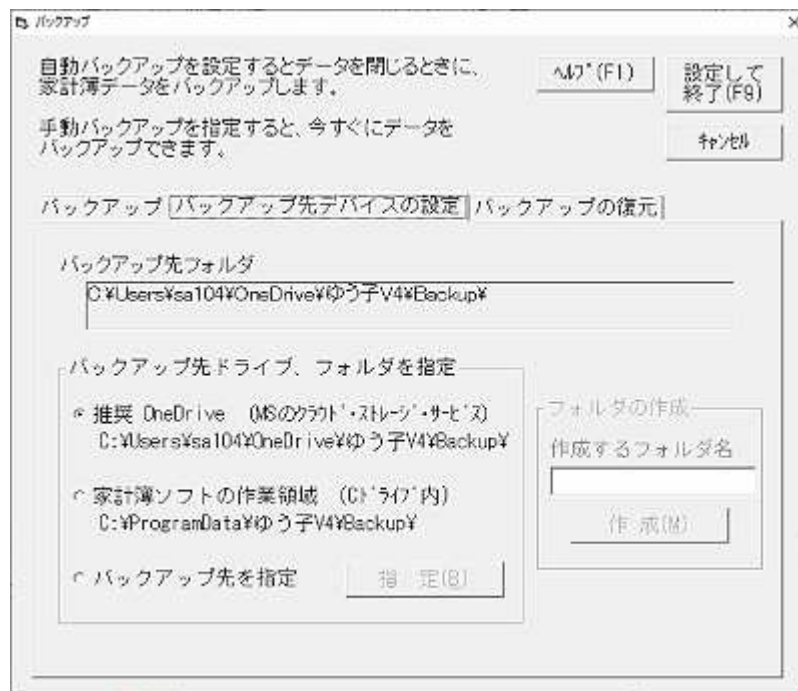 バックアップ
自動バックアップを設定するとデータを閉じるときに、
家計簿データをバックアップします。
ヘルプ(F1)
設定して
終了(F9)
手動バックアップを指定すると、今すぐにデータを
バックアップできます。
キャンセル
バックアップ バックアップ先デバイスの設定 バックアップの復元
バックアップ先フォルダ
C:¥Users¥sa104¥OneDrive¥ゆう子V4¥Backup¥
バックアップ先ドライブ、フォルダを指定
推奨 OneDrive (MSのクラウド・ストレージ・サービス)
C:¥Users¥sa104¥OneDrive¥ゆう子V4¥Backup¥
家計簿ソフトの作業領域 (Cドライブ内)
C:¥ProgramData¥ゆう子V4¥Backup¥
バックアップ先を指定
指 定(B)
フォルダの作成
作成するフォルダ名
作 成(M)